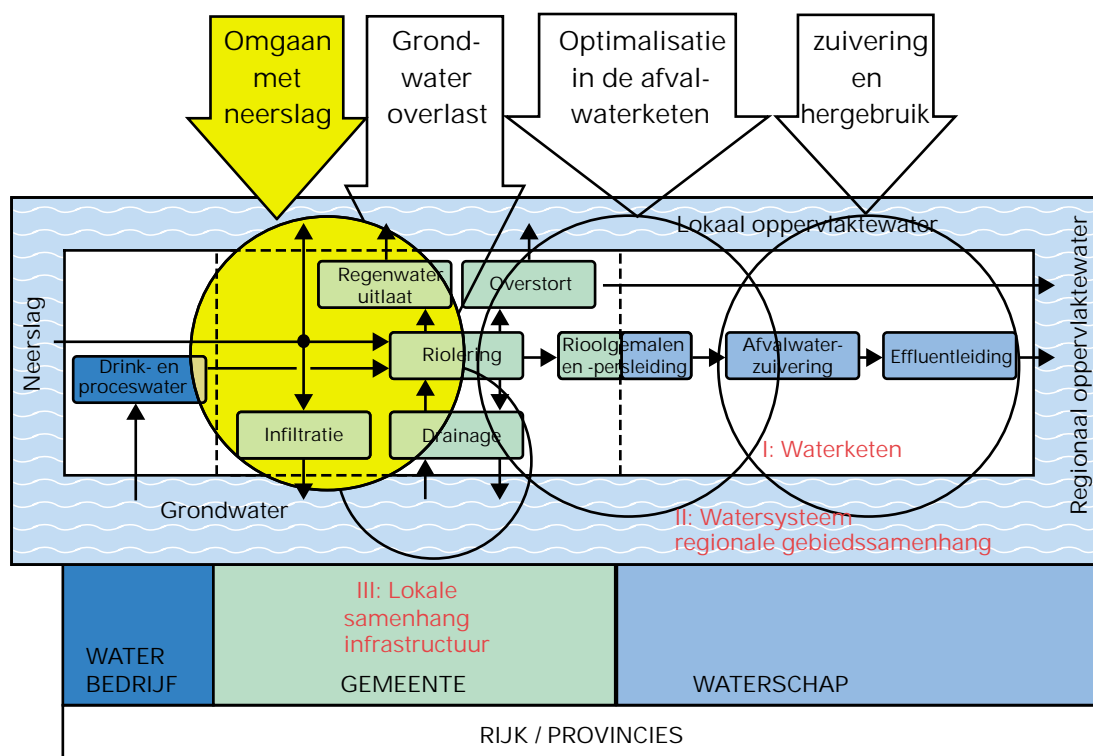 Omgaan
met
neerslag
Grond-
water
overlast
Optimalisatie
in de afval-
waterketen
zuivering
en
hergebruik
Lokaal oppervlaktewater
Neerslag
Regionaal oppervlaktewater
Regenwater
uitlaat
Overstort
Drink- en
proceswater
Riolering
Rioolgemalen
en -persleiding
Afvalwater-
zuivering
Effluentleiding
Infiltratie
Drainage
I: Waterketen
Grondwater
II: Watersysteem
regionale gebiedssamenhang
III: Lokale
samenhang
infrastructuur
WATER
BEDRIJF
GEMEENTE
WATERSCHAP
RIJK / PROVINCIES